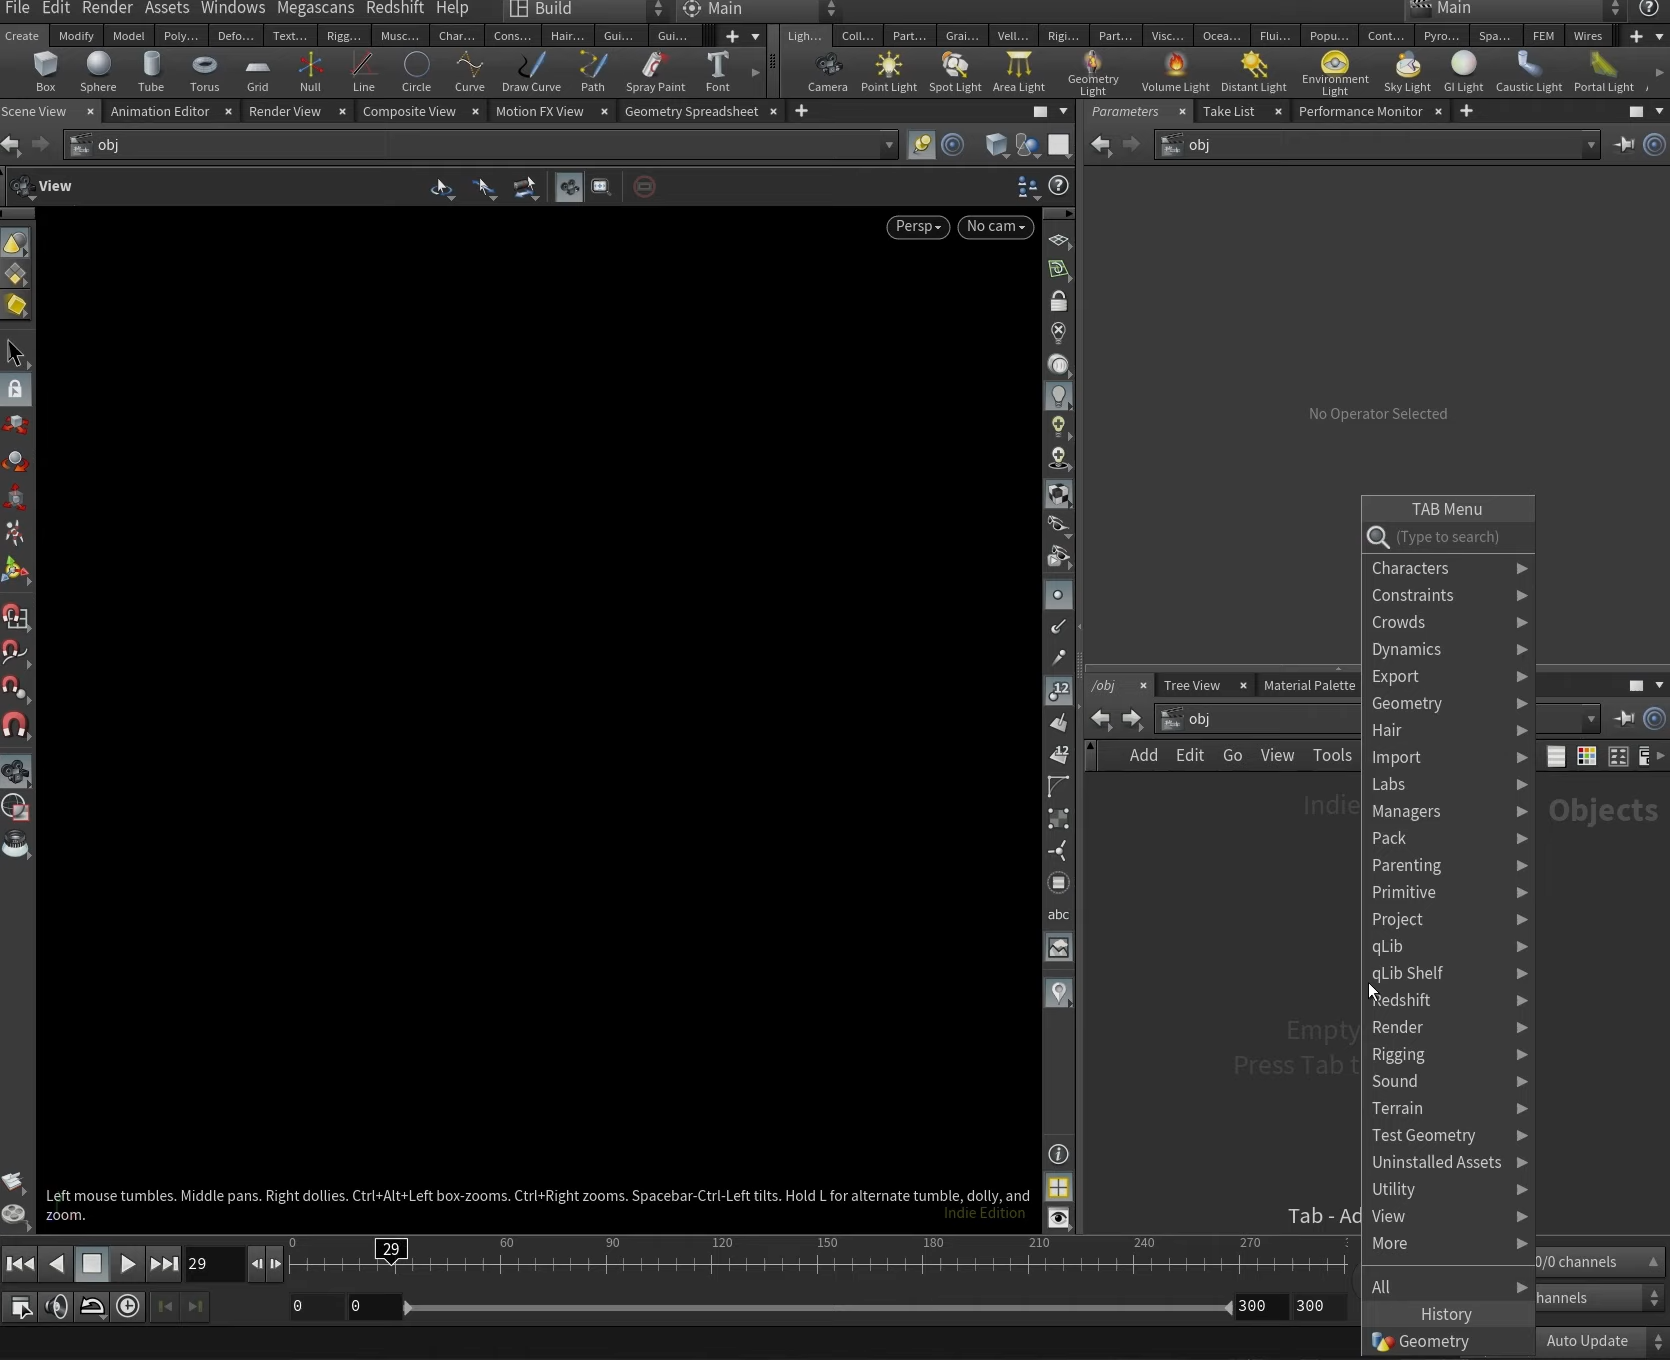 File Edit Render Assets Windows Megascans Redshift Help Build Main Main
Create Modify Model Poly... Defo... Text... Rigg... Musc... Char... Cons... Hair... Gui... Gui... Ligh... Coll... Part... Grai... Vell... Rigi... Part... Visc... Ocea... Flui... Popu... Cont... Pyro... Spa... FEM Wires
Box Sphere Tube Torus Grid Null Line Circle Curve Draw Curve Path Spray Paint Font Camera Point Light Spot Light Area Light Geometry Light Volume Light Distant Light Environment Light Sky Light GI Light Caustic Light Portal Light
Scene View Animation Editor Render View Composite View Motion FX View Geometry Spreadsheet Parameters Take List Performance Monitor
obj obj
View
Persp No cam
No Operator Selected
TAB Menu
(Type to search)
Characters
Constraints
Crowds
Dynamics
Export
Geometry
Hair
Import
Labs
Managers
Pack
Parenting
Primitive
Project
qLib
qLib Shelf
Redshift
Render
Rigging
Sound
Terrain
Test Geometry
Uninstalled Assets
Utility
View
More
All
History
Geometry
/obj Tree View Material Palette
obj
Add Edit Go View Tools
Indie Objects
Empty
Press Tab t
Tab - Ad
12
12
abc
Left mouse tumbles. Middle pans. Right dollies. Ctrl+Alt+Left box-zooms. Ctrl+Right zooms. Spacebar-Ctrl-Left tilts. Hold L for alternate tumble, dolly, and
zoom.
Indie Edition
29 0 29 60 90 120 150 180 210 240 270
0/0 channels
0 0 300 300
hannels
Auto Update